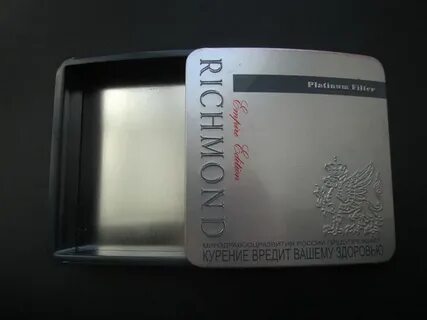 Platinum Filter
RICHMOND
Empire Edition
МИНЗДРАВСОЦРАЗВИТИЯ РОССИИ ПРЕДУПРЕЖДАЕТ:
КУРЕНИЕ ВРЕДИТ ВАШЕМУ ЗДОРОВЬЮ